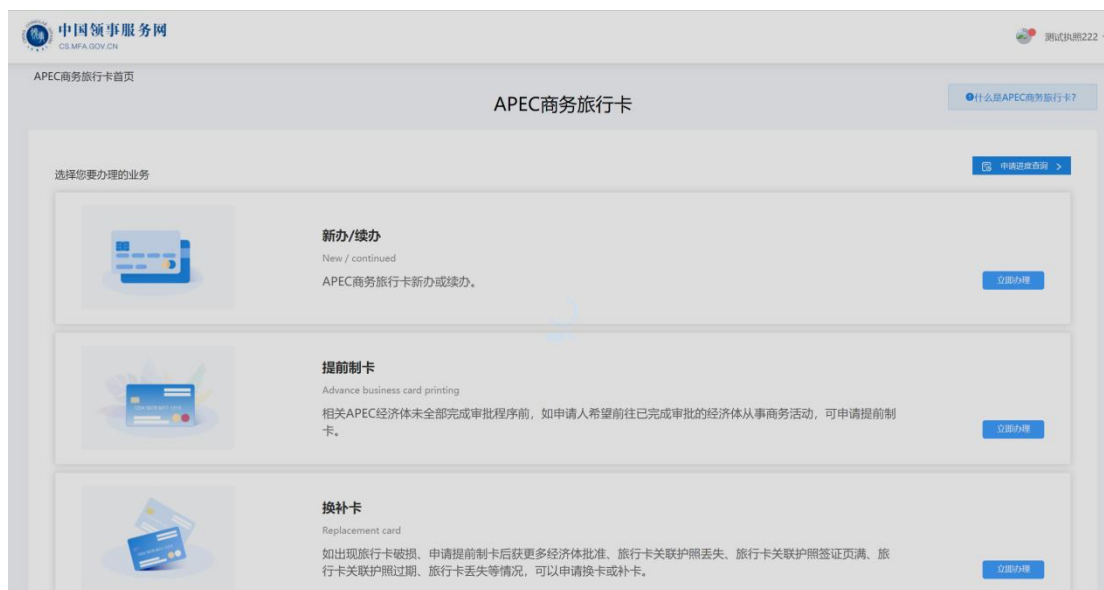 中国领事服务网
CS.MFA.GOV.CN
测试执照222
APEC商务旅行卡首页
APEC商务旅行卡
什么是APEC商务旅行卡?
选择您要办理的业务
申请进度查询 >
新办/续办
New / continued
APEC商务旅行卡新办或续办。
立即办理
提前制卡
Advance business card printing
相关APEC经济体未全部完成审批程序前，如申请人希望前往已完成审批的经济体从事商务活动，可申请提前制
卡。
立即办理
换补卡
Replacement card
如出现旅行卡破损、申请提前制卡后获更多经济体批准、旅行卡关联护照丢失、旅行卡关联护照签证页满、旅
行卡关联护照过期、旅行卡丢失等情况，可以申请换卡或补卡。
立即办理